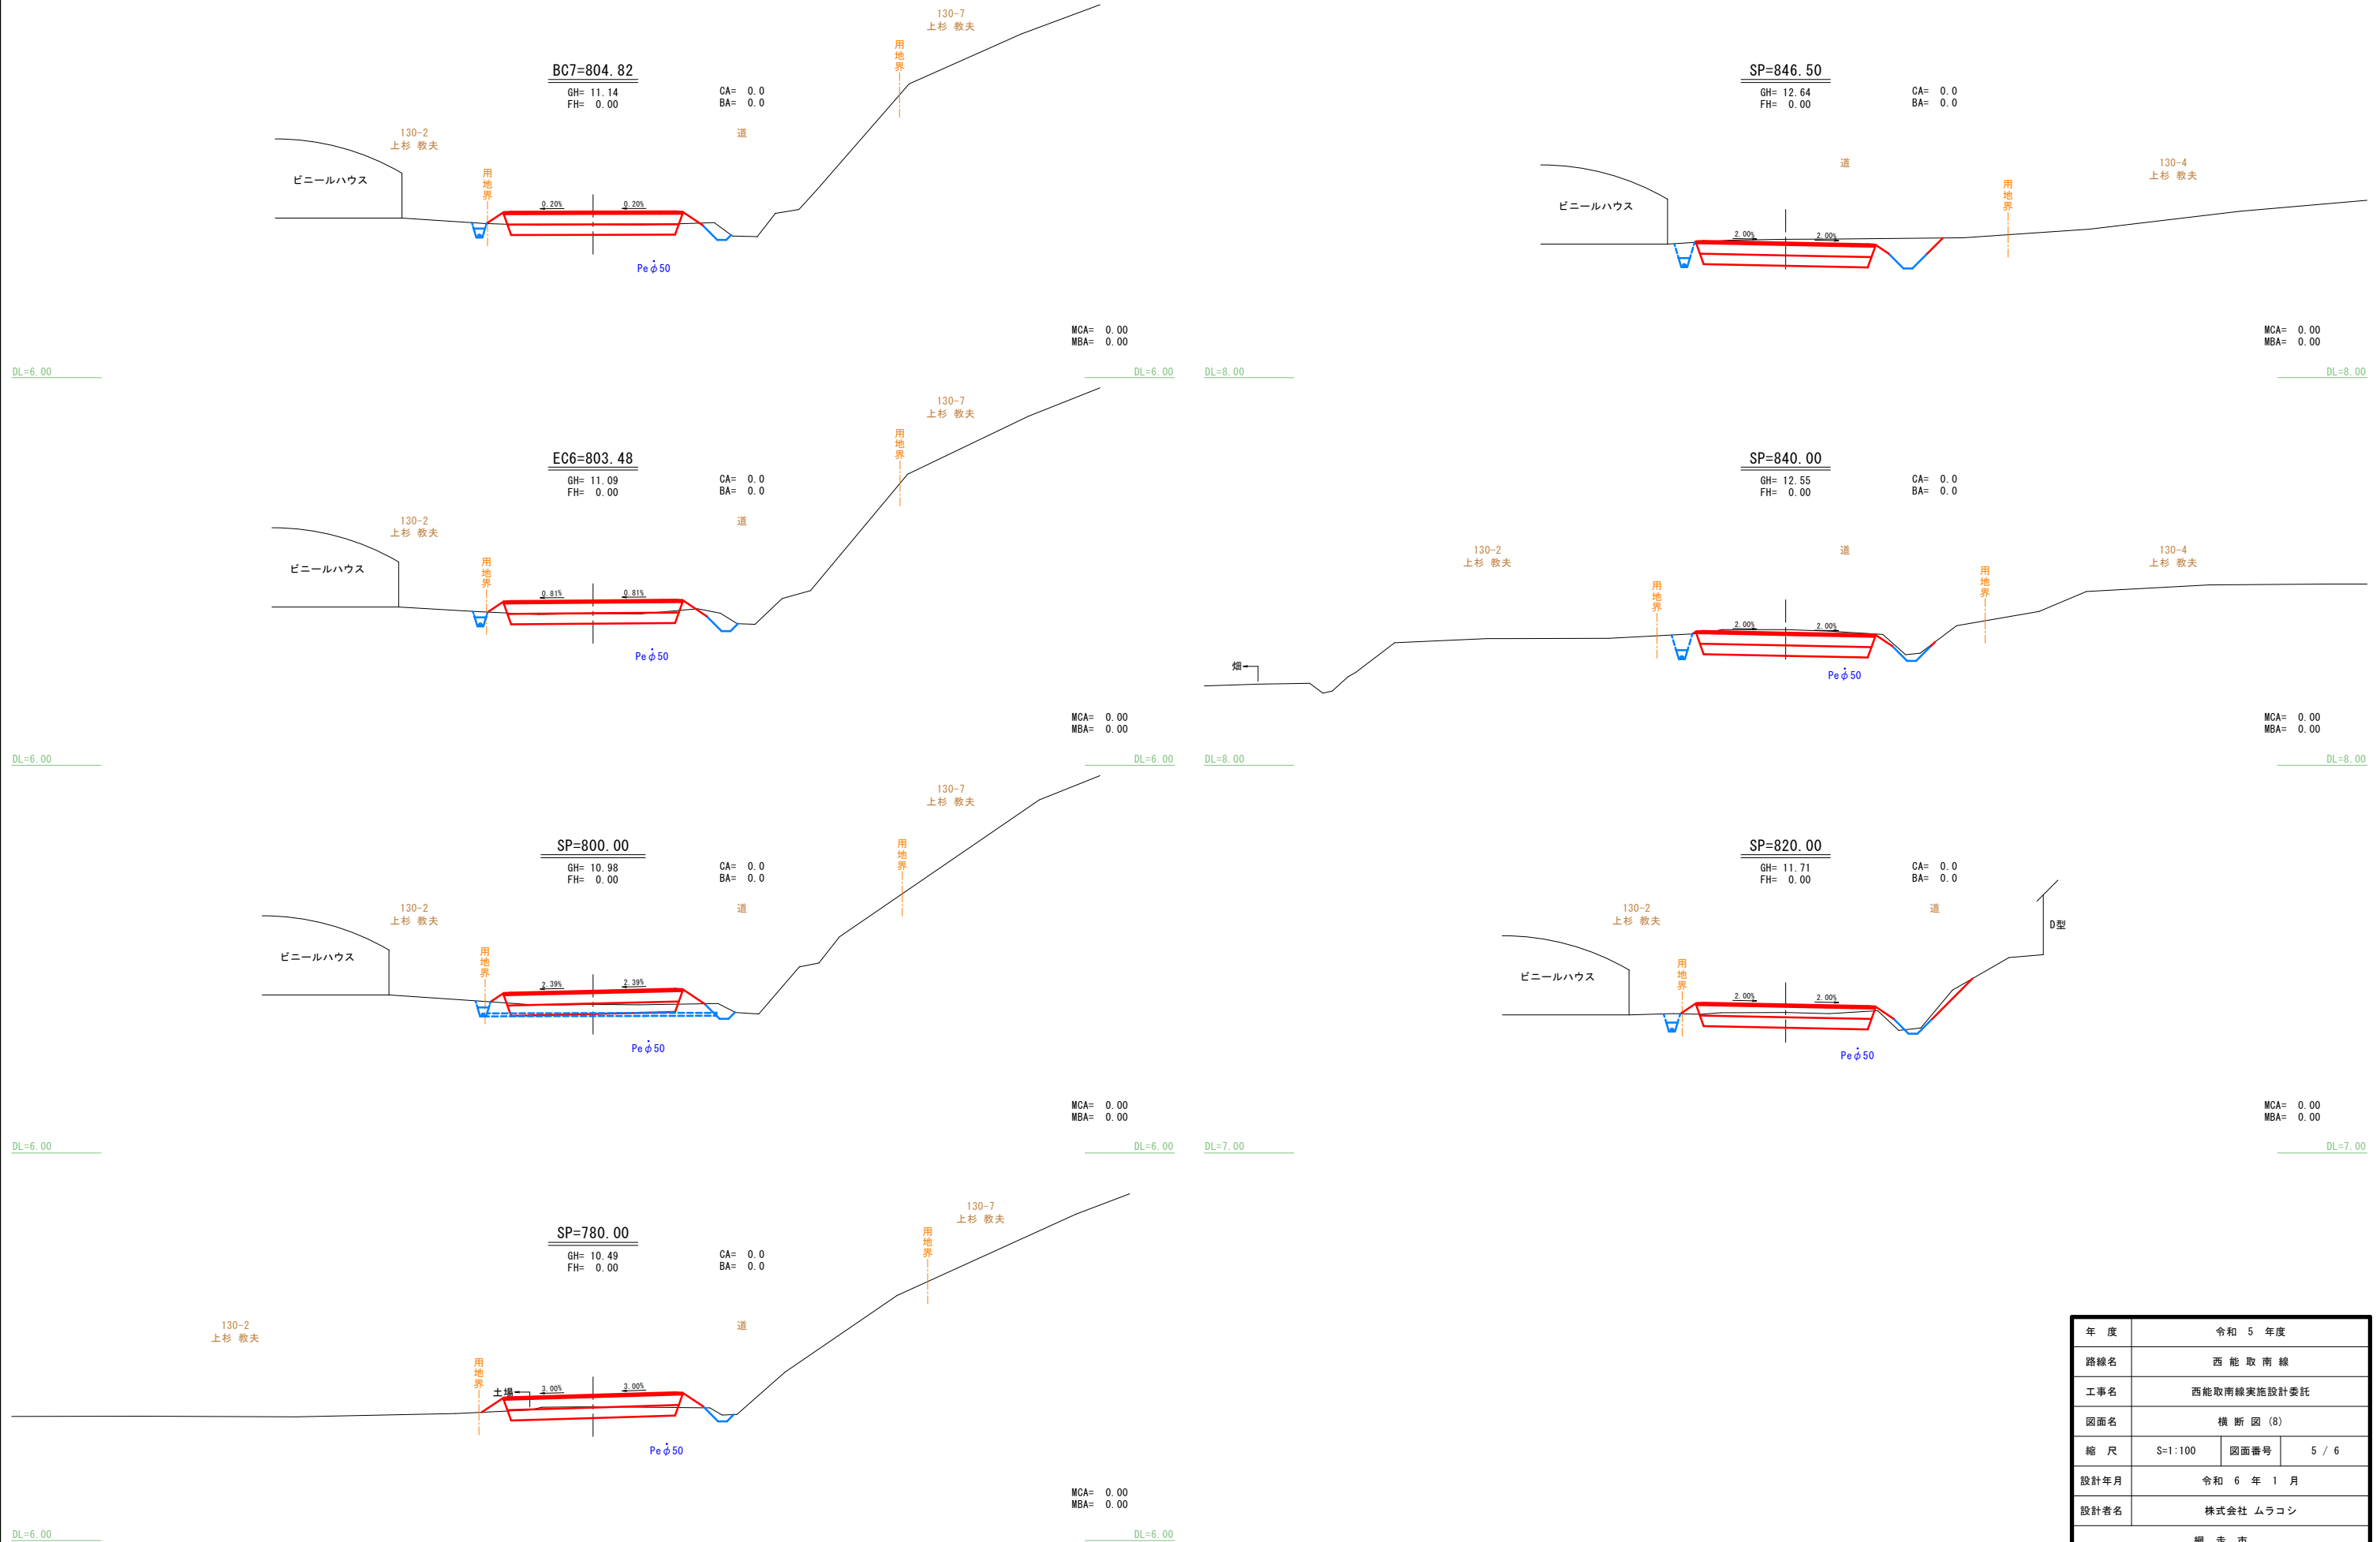 130-7
上杉 教夫
用地界
BC7=804.82
GH= 11.14
FH= 0.00
CA= 0.0
BA= 0.0
130-2
上杉 教夫
道
ビニールハウス
用地界
0.20%
0.20%
Peφ50
MCA= 0.00
MBA= 0.00
DL=6.00
DL=6.00
130-7
上杉 教夫
用地界
EC6=803.48
GH= 11.09
FH= 0.00
CA= 0.0
BA= 0.0
130-2
上杉 教夫
道
ビニールハウス
用地界
0.81%
0.81%
Peφ50
MCA= 0.00
MBA= 0.00
DL=6.00
DL=6.00
130-7
上杉 教夫
用地界
SP=800.00
GH= 10.98
FH= 0.00
CA= 0.0
BA= 0.0
130-2
上杉 教夫
道
ビニールハウス
用地界
2.39%
2.39%
Peφ50
MCA= 0.00
MBA= 0.00
DL=6.00
DL=6.00
130-7
上杉 教夫
用地界
SP=780.00
GH= 10.49
FH= 0.00
CA= 0.0
BA= 0.0
130-2
上杉 教夫
道
用地界
土場
3.00%
3.00%
Peφ50
MCA= 0.00
MBA= 0.00
DL=6.00
DL=6.00
SP=846.50
GH= 12.64
FH= 0.00
CA= 0.0
BA= 0.0
道
130-4
上杉 教夫
用地界
ビニールハウス
2.00%
2.00%
MCA= 0.00
MBA= 0.00
DL=8.00
DL=8.00
SP=840.00
GH= 12.55
FH= 0.00
CA= 0.0
BA= 0.0
130-2
上杉 教夫
道
130-4
上杉 教夫
用地界
用地界
2.00%
2.00%
畑
Peφ50
MCA= 0.00
MBA= 0.00
DL=8.00
DL=8.00
SP=820.00
GH= 11.71
FH= 0.00
CA= 0.0
BA= 0.0
130-2
上杉 教夫
道
D型
ビニールハウス
用地界
2.00%
2.00%
Peφ50
MCA= 0.00
MBA= 0.00
DL=7.00
DL=7.00
年 度 令和 5 年度
路線名 西 能 取 南 線
工事名 西能取南線実施設計委託
図面名 横 断 図 (8)
縮 尺 S=1:100 図面番号 5 / 6
設計年月 令和 6 年 1 月
設計者名 株式会社 ムラコシ